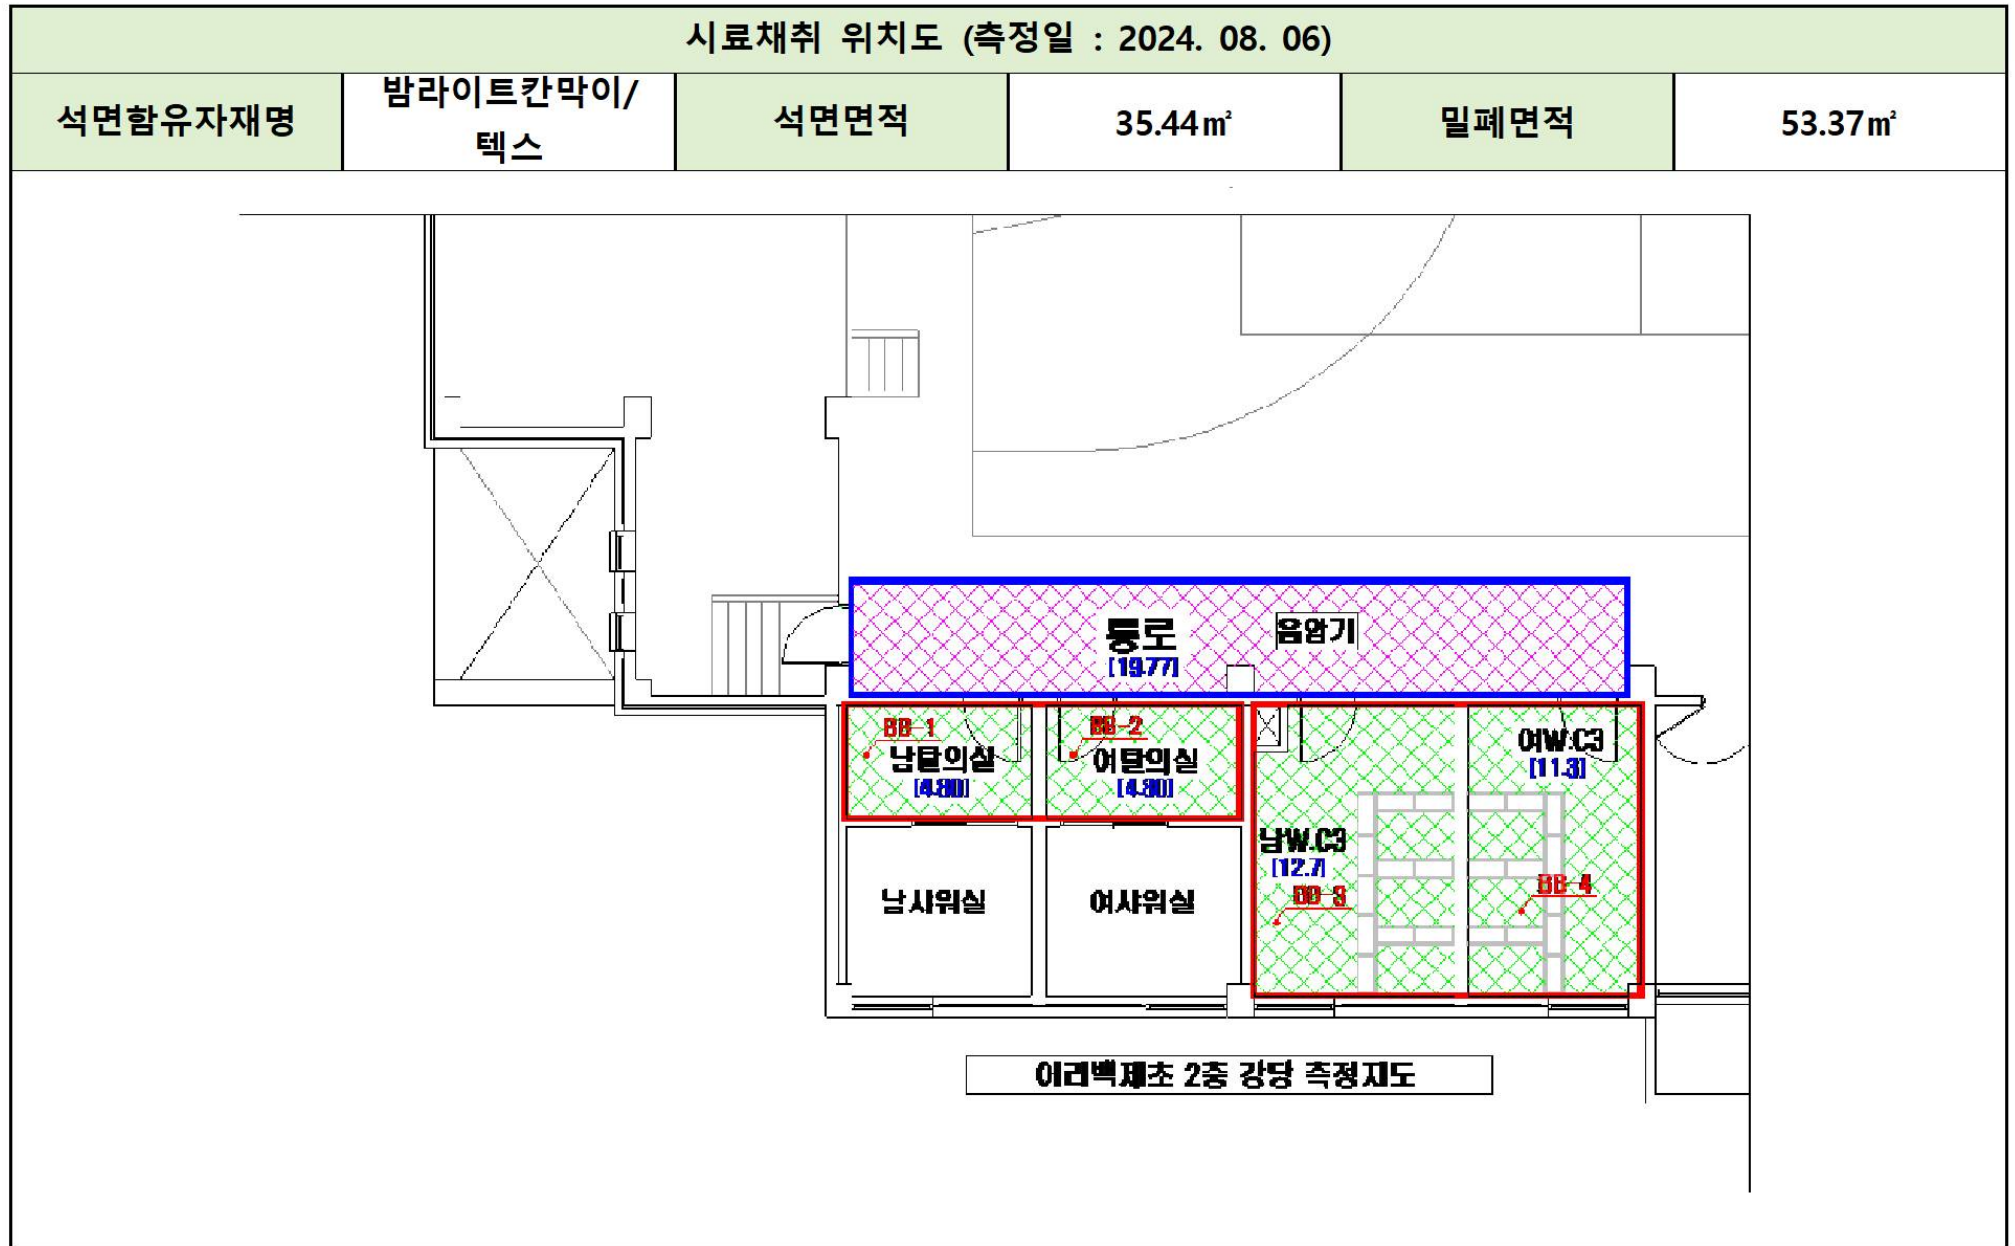 시료채취 위치도 (측정일 : 2024. 08. 06)
석면함유자재명
밤라이트칸막이/
텍스
석면면적
35.44㎡
밀폐면적
53.37㎡
통로
[19.77]
음압기
BB-1
남탈의실
[4.80]
BB-2
여탈의실
[4.80]
여W.C3
[11.3]
남W.C3
[12.7]
BB-3
BB-4
남샤워실
여샤워실
이리백제초 2층 강당 측정지도